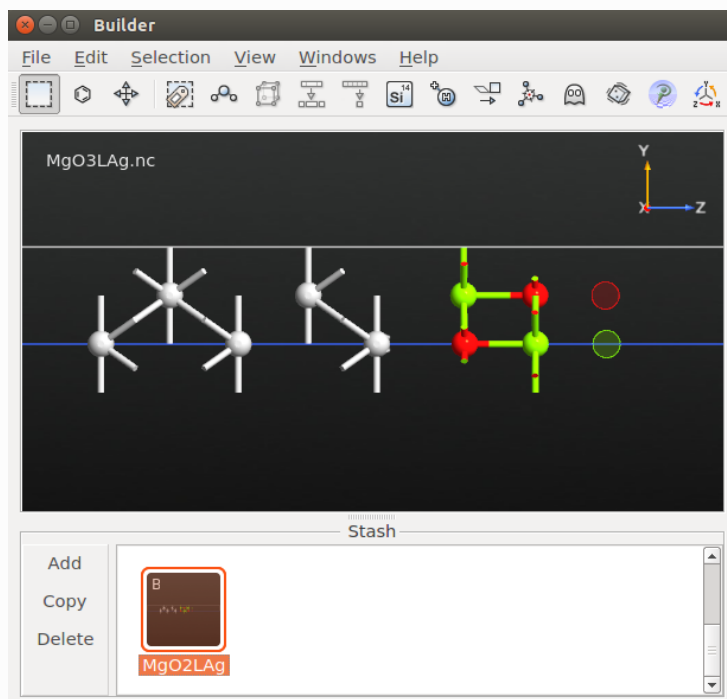 Builder
File Edit Selection View Windows Help
Si 14
H
MgO3LAg.nc
Y
X Z
Stash
Add
Copy
Delete
B
MgO2LAg